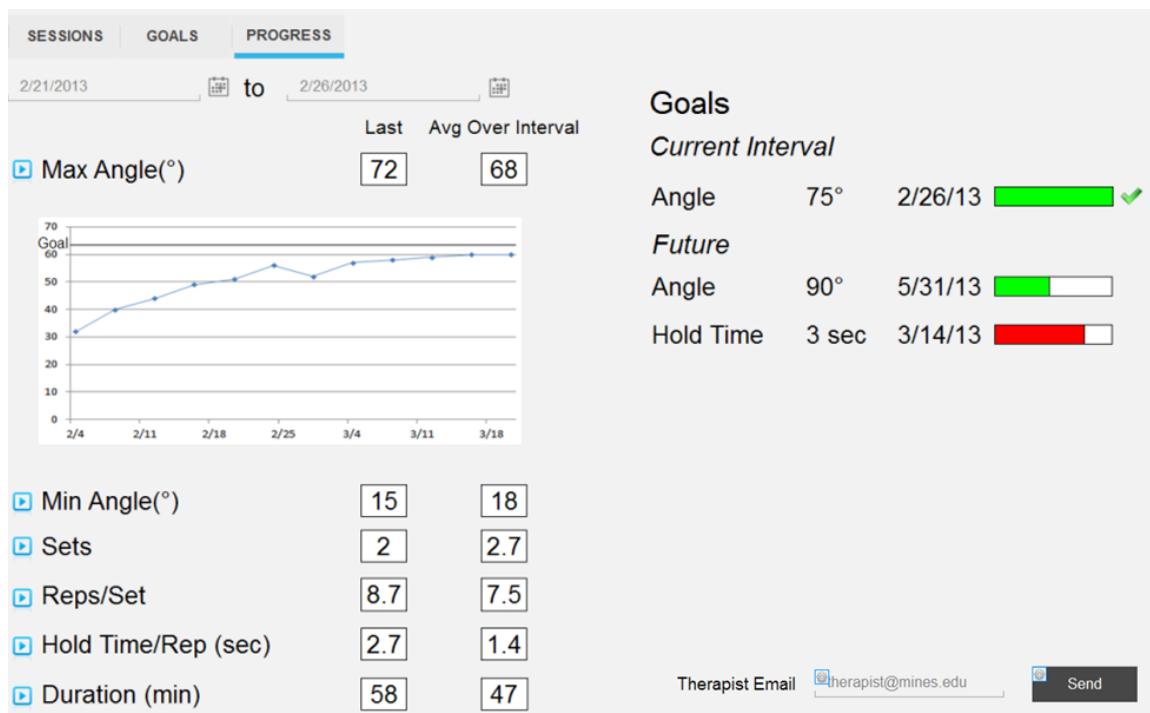 SESSIONS GOALS PROGRESS
2/21/2013 to 2/26/2013
Last Avg Over Interval
Max Angle(°) 72 68
70
Goal
60
50
40
30
20
10
0
2/4 2/11 2/18 2/25 3/4 3/11 3/18
Min Angle(°) 15 18
Sets 2 2.7
Reps/Set 8.7 7.5
Hold Time/Rep (sec) 2.7 1.4
Duration (min) 58 47
Goals
Current Interval
Angle 75° 2/26/13
Future
Angle 90° 5/31/13
Hold Time 3 sec 3/14/13
Therapist Email therapist@mines.edu Send